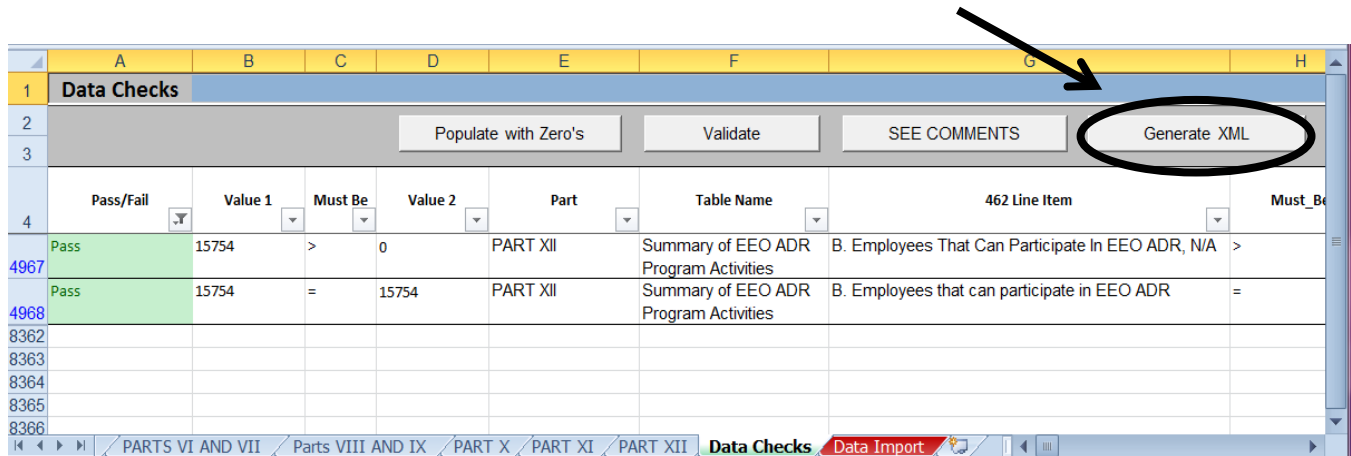 A B C D E F G H
1 Data Checks
2 Populate with Zero's Validate SEE COMMENTS Generate XML
3
4 Pass/Fail Value 1 Must Be Value 2 Part Table Name 462 Line Item Must_Be
4967 Pass 15754 > 0 PART XII Summary of EEO ADR B. Employees That Can Participate In EEO ADR, N/A >
Program Activities
4968 Pass 15754 = 15754 PART XII Summary of EEO ADR B. Employees that can participate in EEO ADR =
Program Activities
8362
8363
8364
8365
8366
PARTS VI AND VII Parts VIII AND IX PART X PART XI PART XII Data Checks Data Import